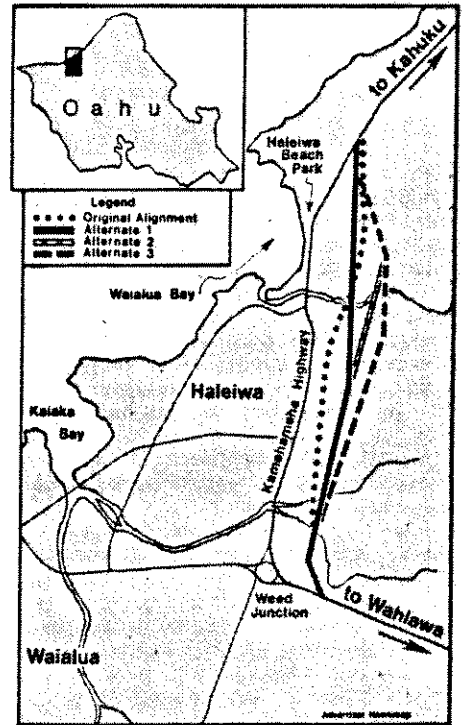 Oahu
to Kahuku
Haleiwa
Beach
Park
Legend
Original Alignment
Alternate 1
Alternate 2
Alternate 3
Waialua Bay
Haleiwa
Kamehameha Highway
Kaiaka
Bay
Weed
Junction
to Wahiawa
Waialua
Advertiser